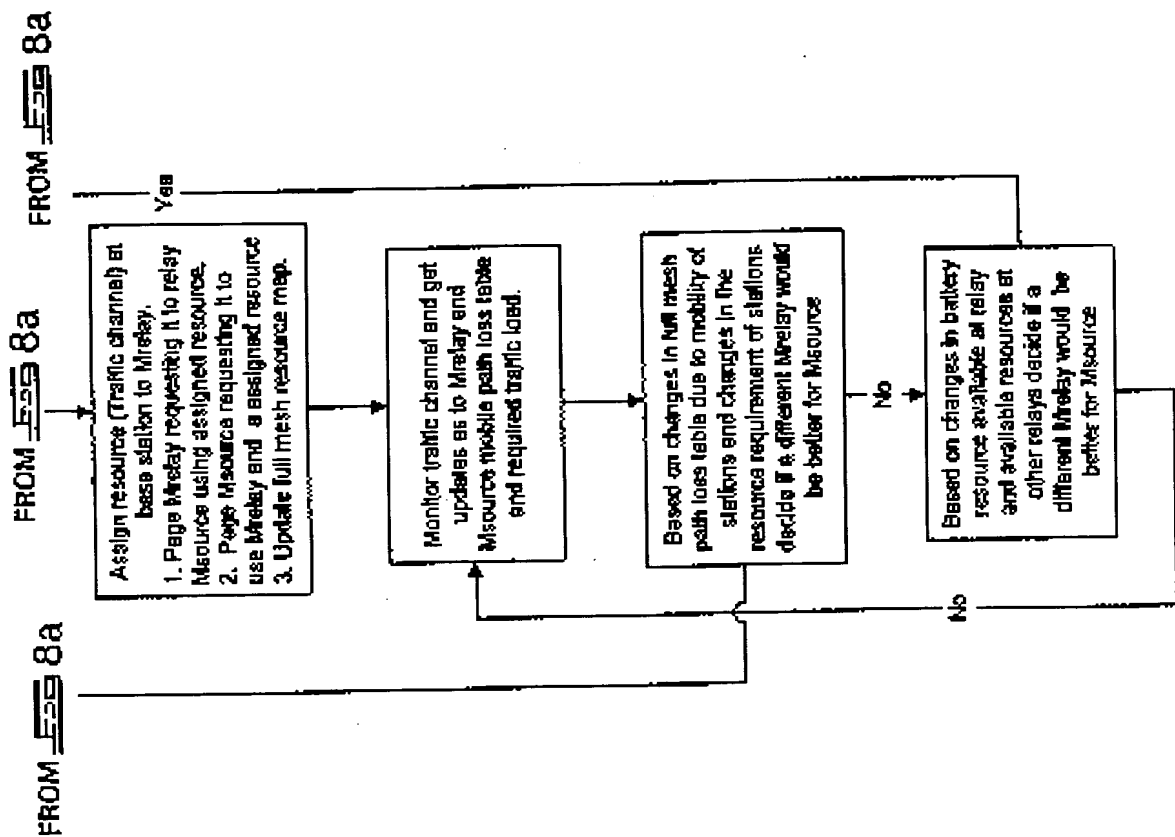 FROM Fig 8a
FROM Fig 8a
FROM Fig 8a
Assign resource (Traffic channel) at
base station to Mrelay.
1. Page Mrelay requesting it to relay
Msource using assigned resource,
2. Page Msource requesting it to
use Mrelay and a assigned resource
3. Update full mesh resource map.
Yes
Monitor traffic channel and get
updates as to Mrelay and
Msource mobile path loss table
and required traffic load.
Based on changes in full mesh
path loss table due to mobility of
stations and changes in the
resource requirement of stations
decide if a different Mrelay would
be better for Msource
No
Based on changes in battery
resource available at relay
and available resources at
other relays decide if a
different Mrelay would be
better for Msource
No